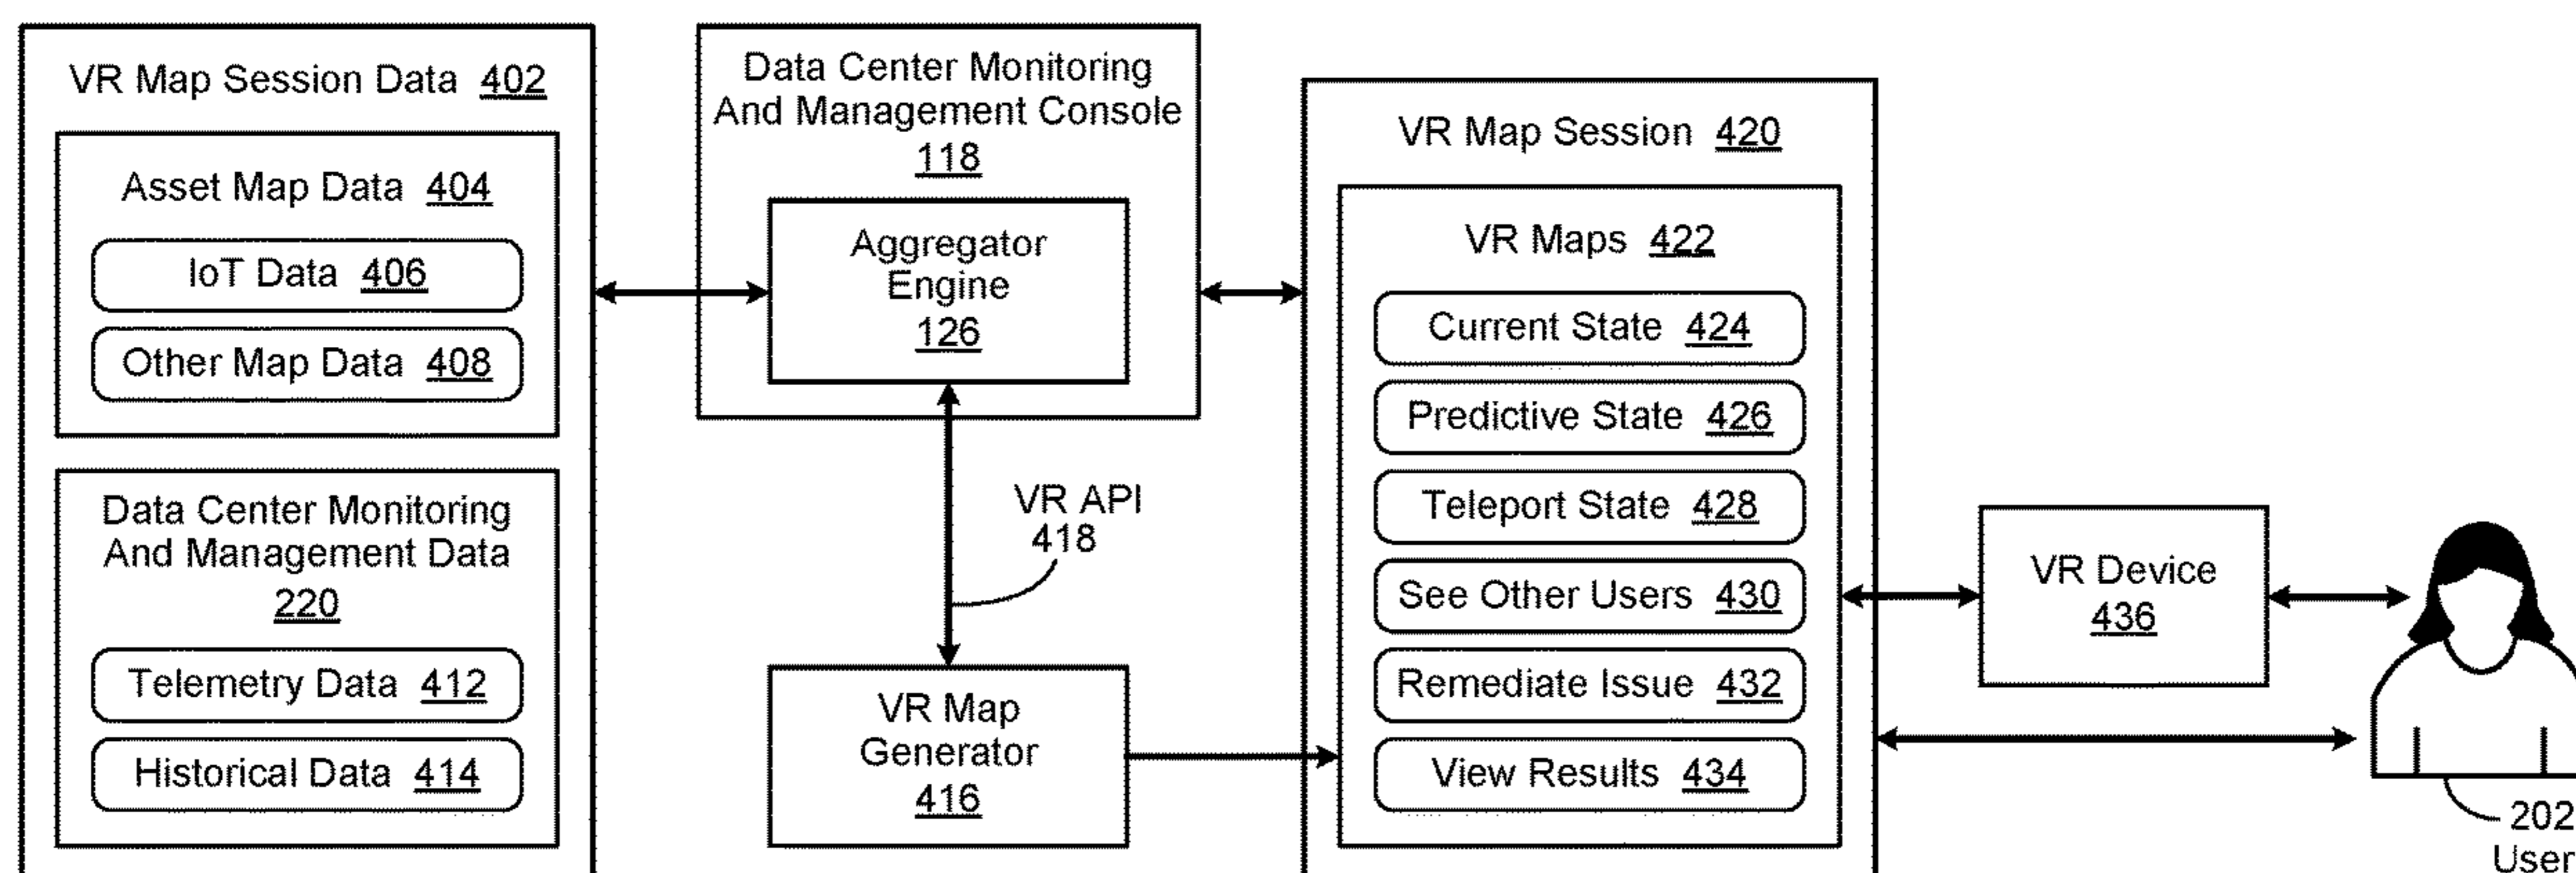 VR Map Session Data 402
Asset Map Data 404
IoT Data 406
Other Map Data 408
Data Center Monitoring
And Management Data
220
Telemetry Data 412
Historical Data 414
Data Center Monitoring
And Management Console
118
Aggregator
Engine
126
VR API
418
VR Map
Generator
416
VR Map Session 420
VR Maps 422
Current State 424
Predictive State 426
Teleport State 428
See Other Users 430
Remediate Issue 432
View Results 434
VR Device
436
202
User